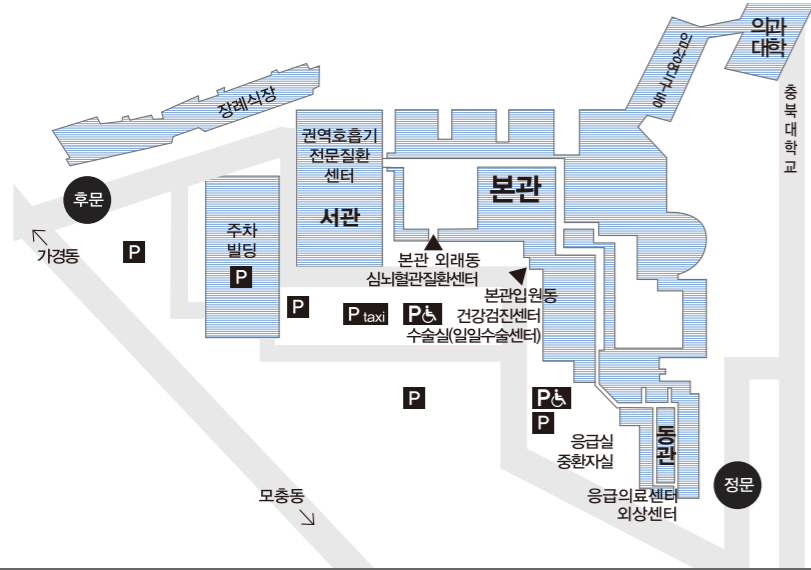 의과
대학
임상연구동
충북대학교
장례식장
권역호흡기
전문질환
센터
서관
본관
후문
가경동
P
주차
빌딩
P
본관 외래동
심뇌혈관질환센터
본관입원동
건강검진센터
수술실(일일수술센터)
P
P taxi
P
P
P
P
응급실
중환자실
동관
응급의료센터
외상센터
정문
모충동